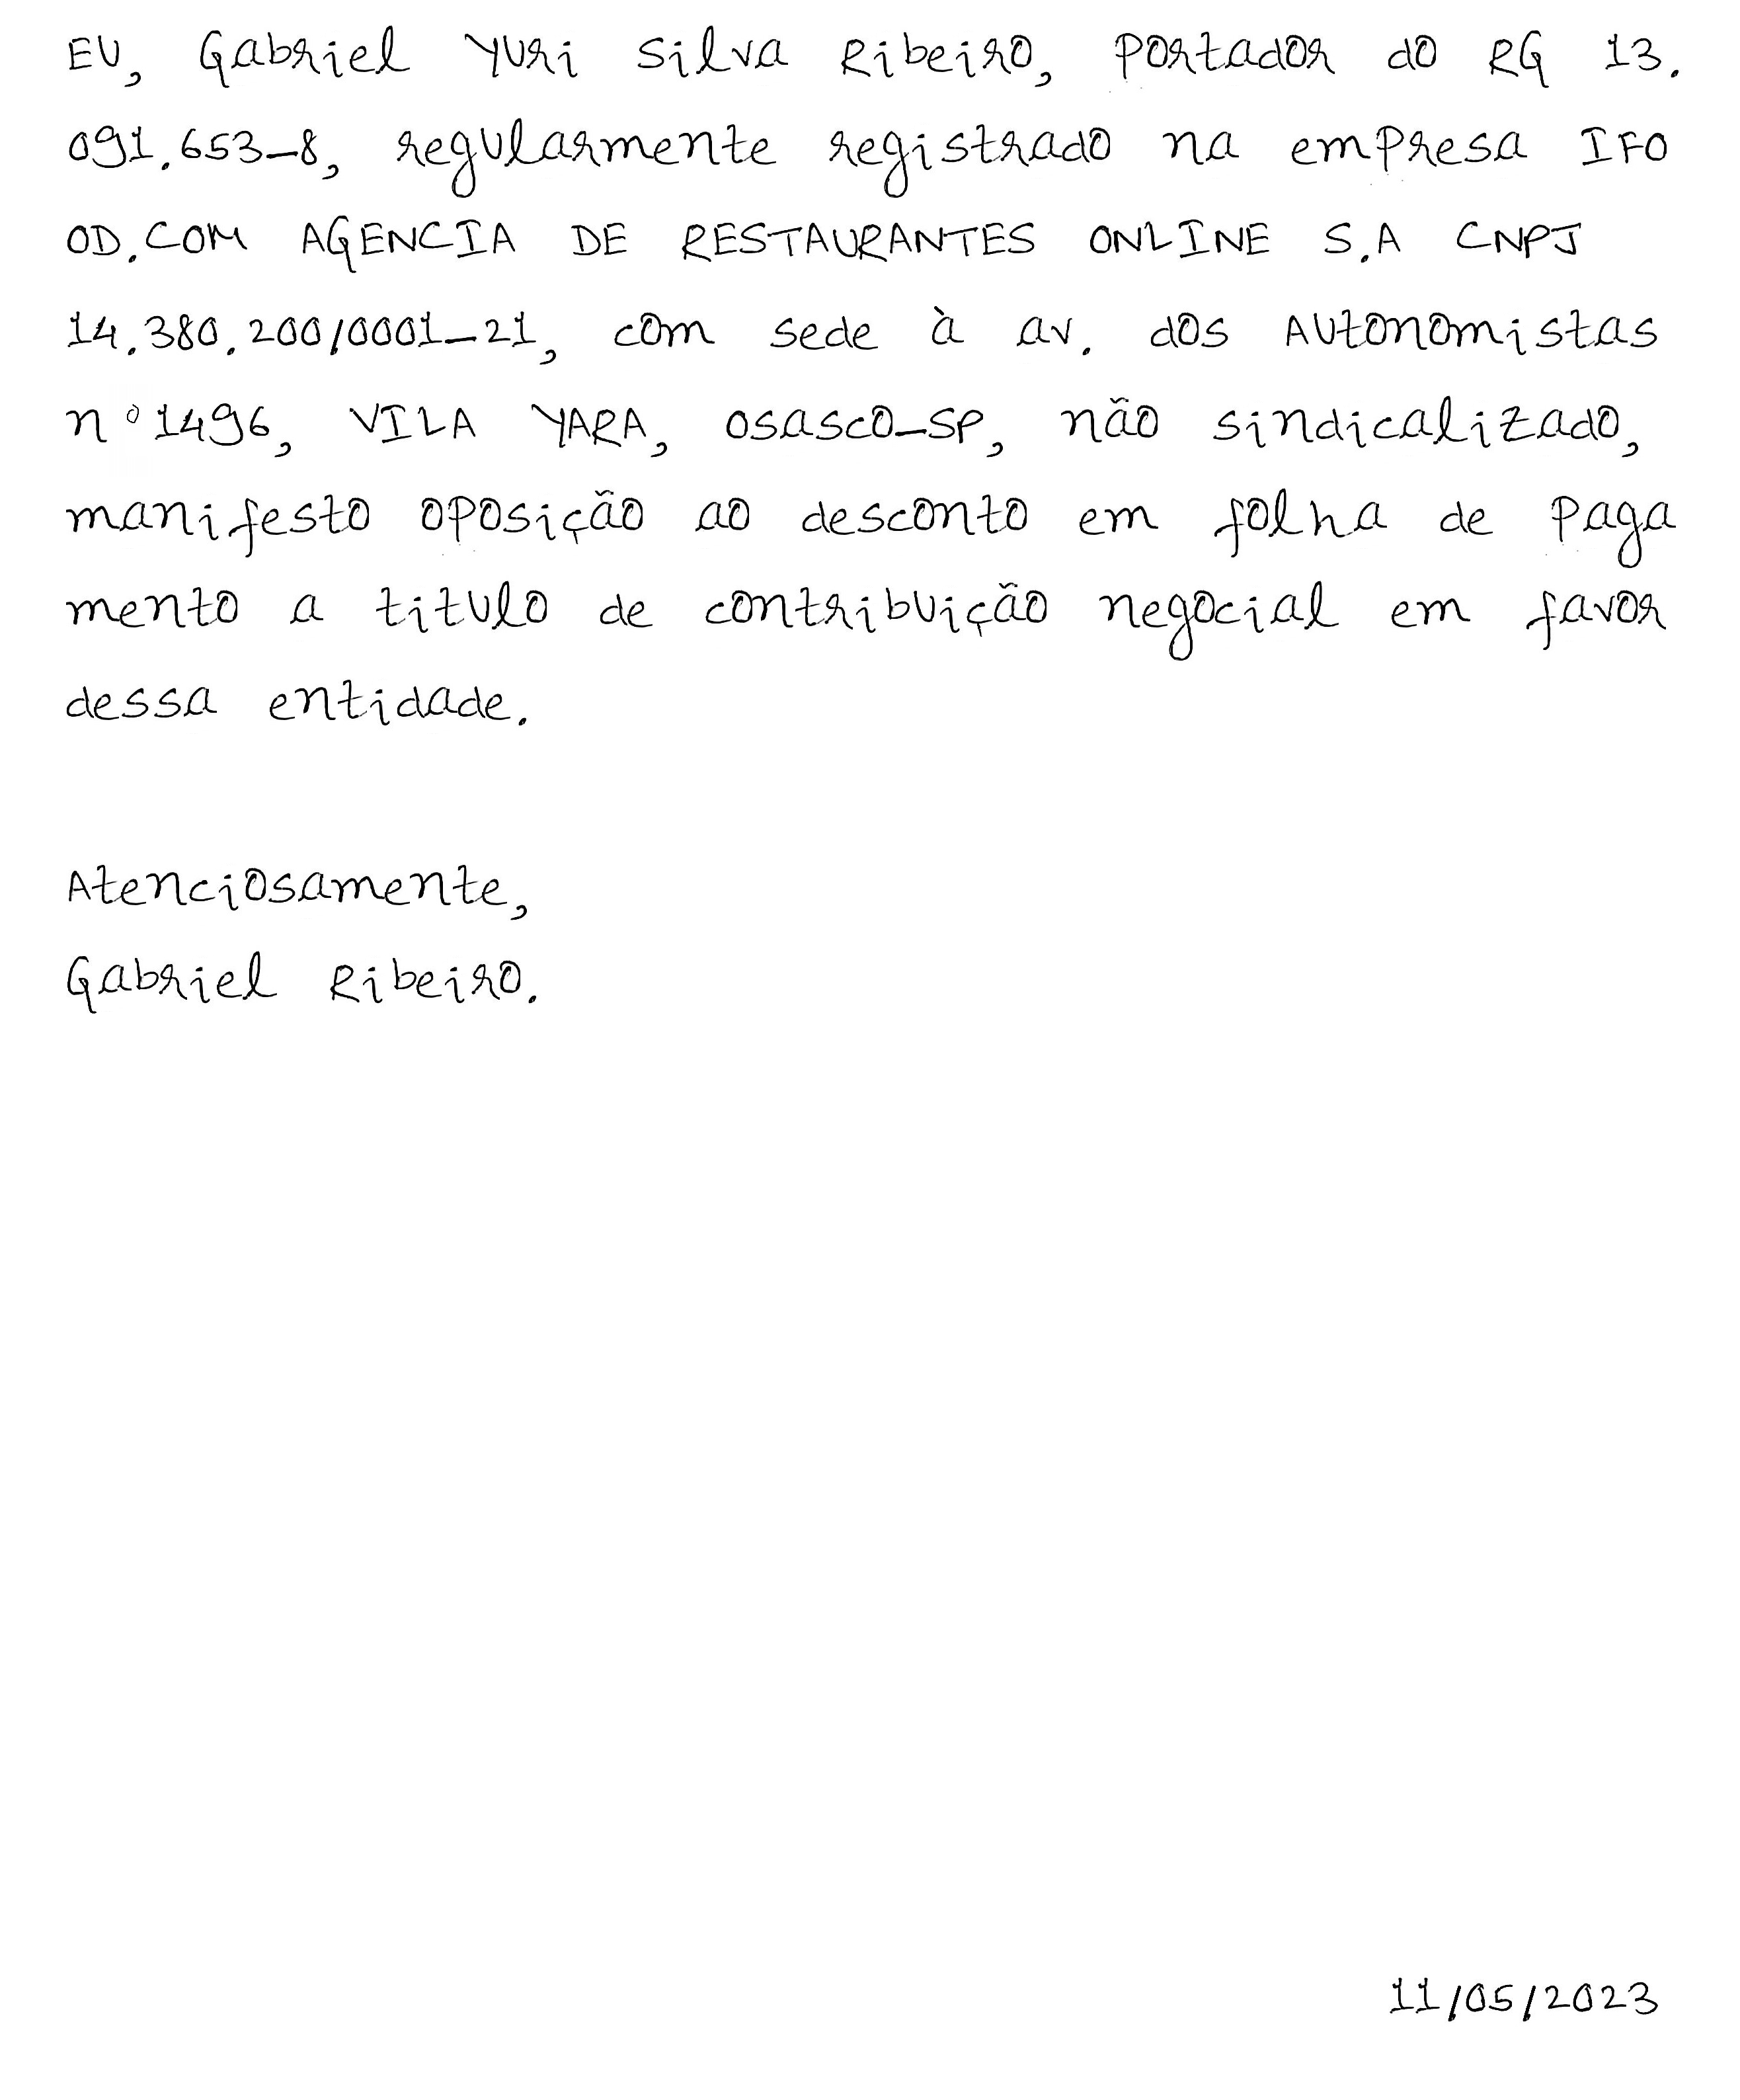 EU, Gabriel Yuri Silva Ribeiro, portador do RG 13.
091.653-8, regularmente registrado na empresa IFO
OD.COM AGENCIA DE RESTAURANTES ONLINE S.A CNPJ
14.380.200/0001-21, com sede à av. dos Autonomistas
n°1496, VILA YARA, OSASCO-SP, não sindicalizado,
manifesto oposição ao desconto em folha de paga
mento a titulo de contribuição negocial em favor
dessa entidade.
Atenciosamente,
Gabriel Ribeiro.
11/05/2023